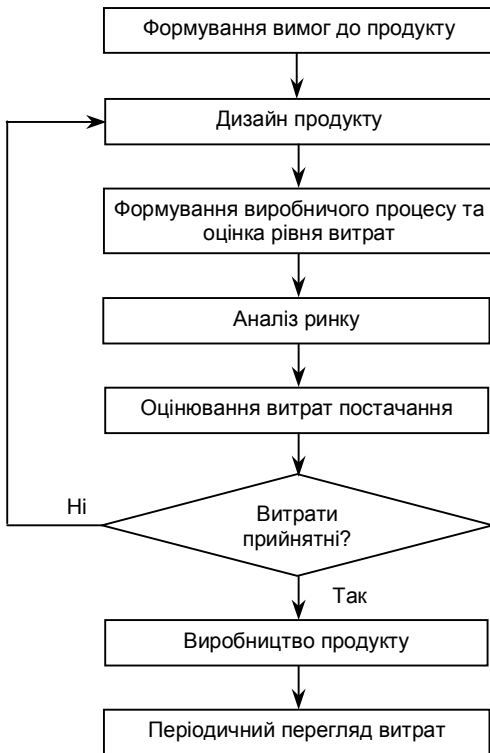 Формування вимог до продукту
Дизайн продукту
Формування виробничого процесу та
оцінка рівня витрат
Аналіз ринку
Оцінювання витрат постачання
Ні
Витрати
прийнятні?
Так
Виробництво продукту
Періодичний перегляд витрат